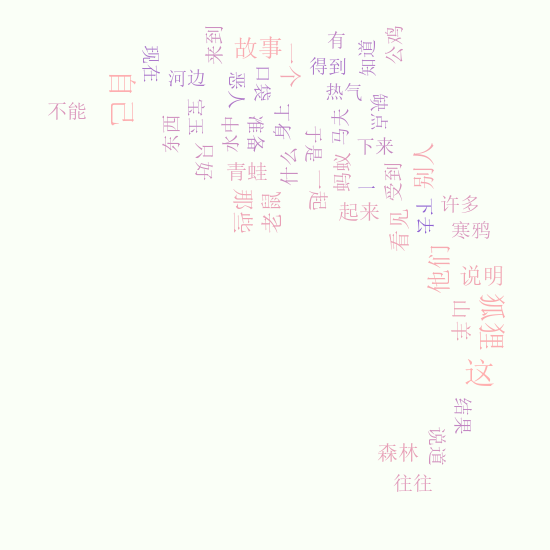 来到
有
公鸡
故事
一个
知道
现在
得到
河边
恶人
口袋
热气
自己
不能
宝玉
缺点
东西
水中
准备
身上
马夫
下来
只好
什么
于是
蚂蚁
一
受到
别人
青蛙
那些
老鼠
一起
起来
看见
下去
许多
寒鸦
他们
说明
山羊
狐狸
这
结果
说道
森林
往往